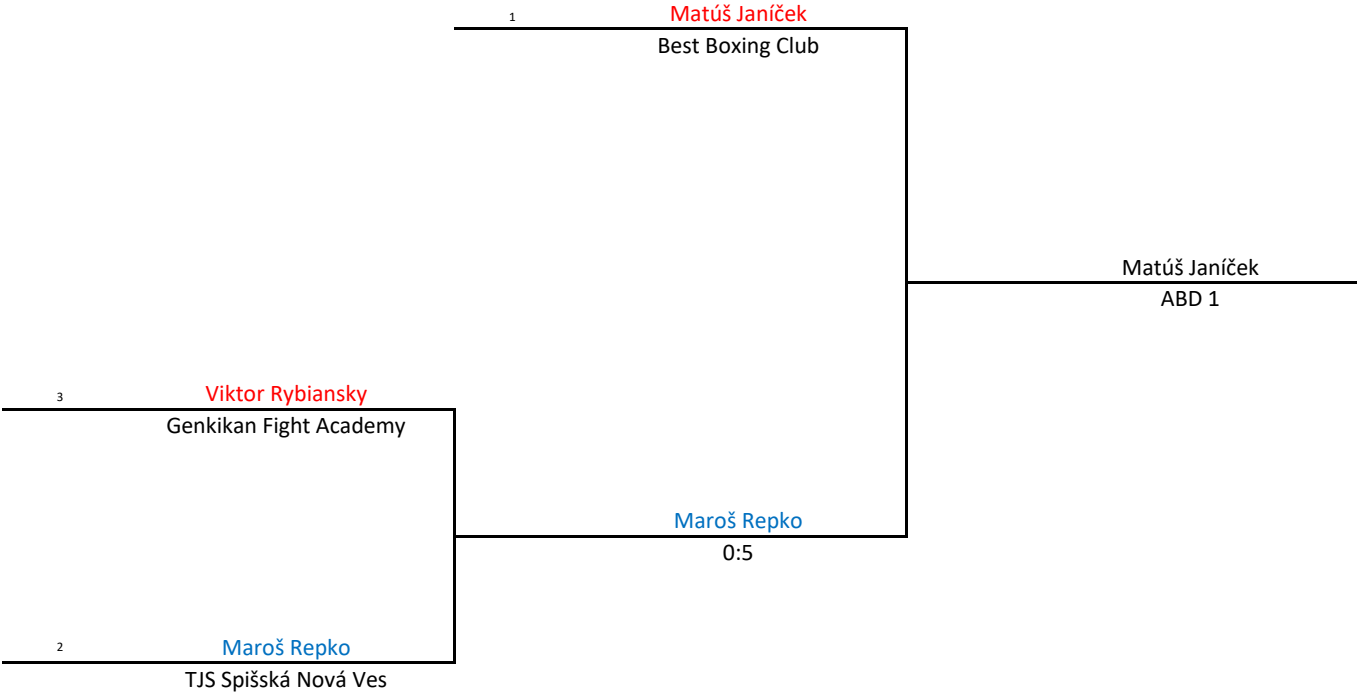 1 Matúš Janíček
Best Boxing Club
Matúš Janíček
ABD 1
3 Viktor Rybiansky
Genkikan Fight Academy
Maroš Repko
0:5
2 Maroš Repko
TJS Spišská Nová Ves